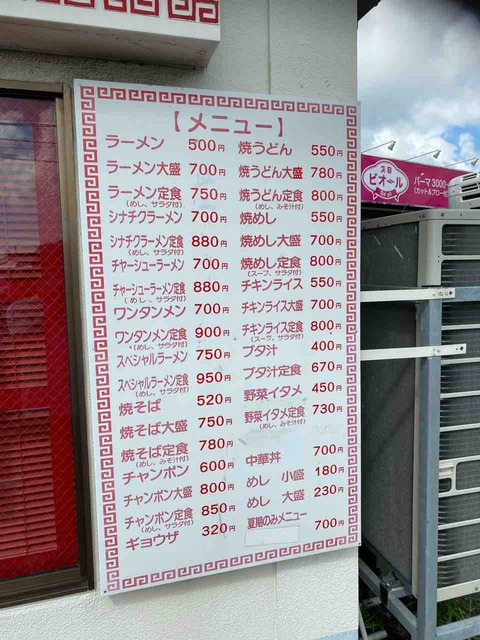 【メニュー】
ラーメン 500円
ラーメン大盛 700円
ラーメン定食 750円
(めし、サラダ付)
シナチクラーメン 700円
シナチクラーメン定食 880円
(めし、サラダ付)
チャーシューラーメン 700円
チャーシューラーメン定食 880円
(めし、サラダ付)
ワンタンメン 700円
ワンタンメン定食 900円
(めし、サラダ付)
スペシャルラーメン 750円
スペシャルラーメン定食 950円
(めし、サラダ付)
焼そば 520円
焼そば大盛 750円
焼そば定食 780円
(めし、みそ汁付)
チャンポン 600円
チャンポン大盛 800円
チャンポン定食 850円
(めし、サラダ付)
ギョウザ 320円
焼うどん 550円
焼うどん大盛 780円
焼うどん定食 800円
(めし、みそ汁付)
焼めし 550円
焼めし大盛 700円
焼めし定食 800円
(スープ、サラダ付)
チキンライス 550円
チキンライス大盛 700円
チキンライス定食 800円
(スープ、サラダ付)
ブタ汁 400円
ブタ汁定食 670円
野菜イタメ 450円
野菜イタメ定食 730円
(めし、みそ汁付)
中華丼 700円
めし 小盛 180円
めし 大盛 230円
夏期のみメニュー
700円
ビオール
パーマ 3000
(カット&ブロー付